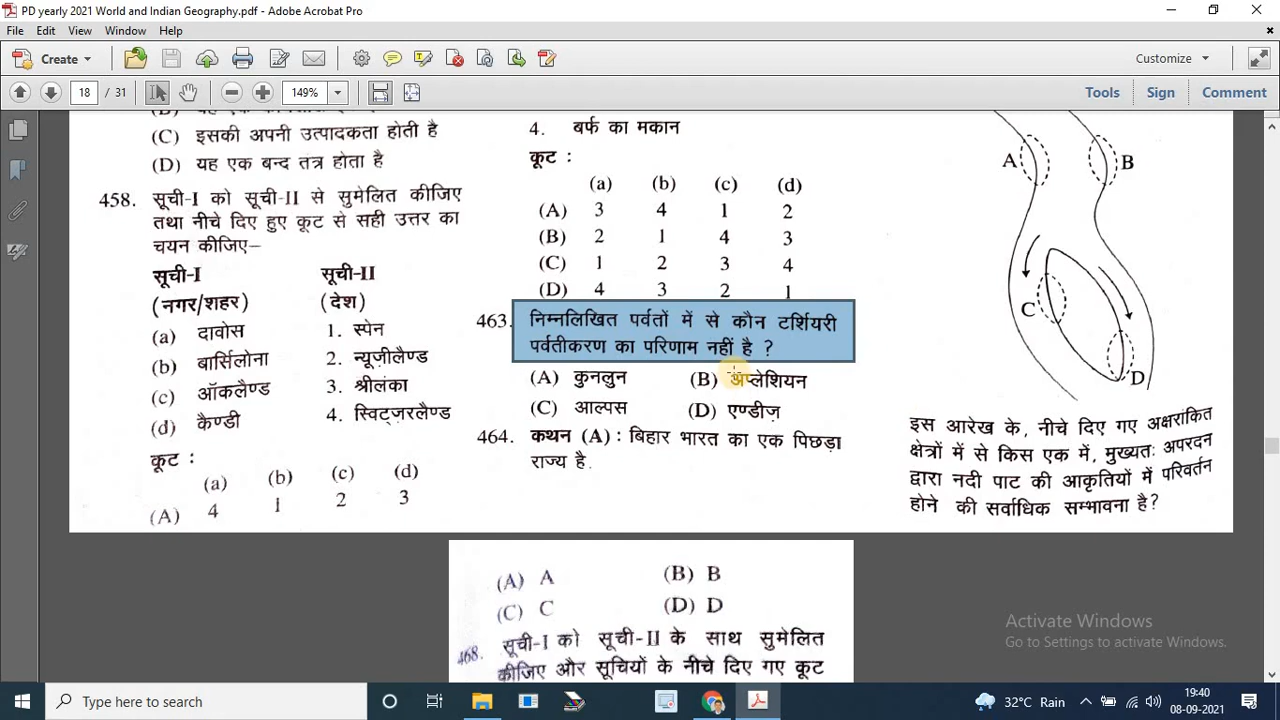 PD yearly 2021 World and Indian Geography.pdf - Adobe Acrobat Pro
File Edit View Window Help
Create
Customize
18 / 31
149%
Tools Sign Comment
(C) इसकी अपनी उत्पादकता होती है
(D) यह एक बन्द तत्र होता है
458. सूची-I को सूची-II से सुमेलित कीजिए
तथा नीचे दिए हुए कूट से सही उत्तर का
चयन कीजिए–
सूची-I सूची-II
(नगर/शहर) (देश)
(a) दावोस 1. स्पेन
(b) बार्सिलोना 2. न्यूज़ीलैण्ड
(c) ऑकलैण्ड 3. श्रीलंका
(d) कैण्डी 4. स्विट्ज़रलैण्ड
कूट :
(a) (b) (c) (d)
(A) 4 1 2 3
4. बर्फ का मकान
कूट :
(a) (b) (c) (d)
(A) 3 4 1 2
(B) 2 1 4 3
(C) 1 2 3 4
(D) 4 3 2 1
463. निम्नलिखित पर्वतों में से कौन टर्शियरी
पर्वतीकरण का परिणाम नहीं है ?
(A) कुनलुन (B) अप्लेशियन
(C) आल्पस (D) एण्डीज़
464. कथन (A) : बिहार भारत का एक पिछड़ा
राज्य है.
A B
C
D
इस आरेख के, नीचे दिए गए अक्षरांकित
क्षेत्रों में से किस एक में, मुख्यतः अपरदन
द्वारा नदी पाट की आकृतियों में परिवर्तन
होने की सर्वाधिक सम्भावना है?
(A) A (B) B
(C) C (D) D
468. सूची-I को सूची-II के साथ सुमेलित
कीजिए और सूचियों के नीचे दिए गए कूट
Activate Windows
Go to Settings to activate Windows.
Type here to search
32°C Rain
19:40
08-09-2021